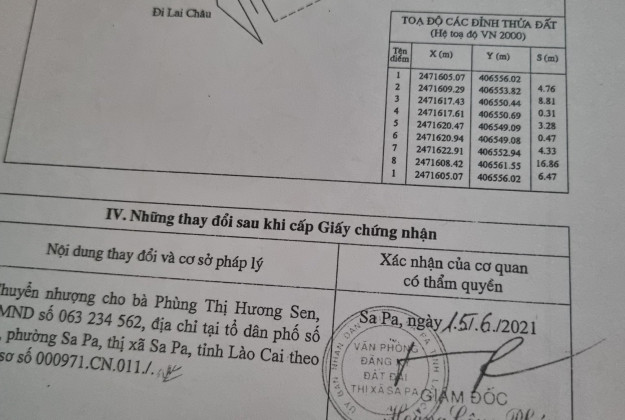 Đi Lai Châu
TOẠ ĐỘ CÁC ĐỈNH THỬA ĐẤT
(Hệ toạ độ VN 2000)
Tên điểm X (m) Y (m) S (m)
1 2471605.07 406556.02
2 2471609.29 406553.82 4.76
3 2471617.43 406550.44 8.81
4 2471617.61 406550.69 0.31
5 2471620.47 406549.09 3.28
6 2471620.94 406549.08 0.47
7 2471622.91 406552.94 4.33
8 2471608.42 406561.55 16.86
1 2471605.07 406556.02 6.47
IV. Những thay đổi sau khi cấp Giấy chứng nhận
Nội dung thay đổi và cơ sở pháp lý
Xác nhận của cơ quan
có thẩm quyền
huyển nhượng cho bà Phùng Thị Hương Sen,
MND số 063 234 562, địa chỉ tại tổ dân phố số
, phường Sa Pa, thị xã Sa Pa, tỉnh Lào Cai theo
sơ số 000971.CN.011./.
Sa Pa, ngày 15/6/2021
VĂN PHÒNG
ĐĂNG KÝ
ĐẤT ĐAI
THỊ XÃ SA PA
GIÁM ĐỐC